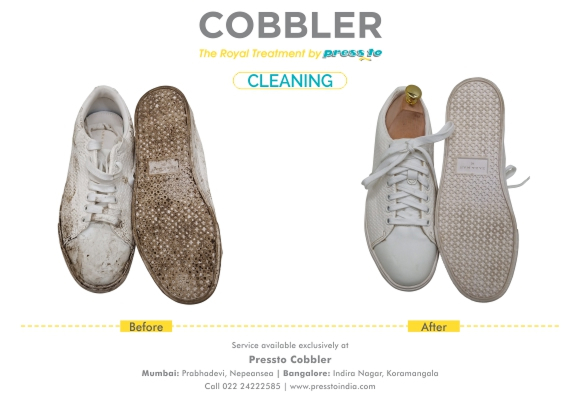 COBBLER
The Royal Treatment by pressto
CLEANING
Before
After
Service available exclusively at
Pressto Cobbler
Mumbai: Prabhadevi, Nepeansea | Bangalore: Indira Nagar, Koramangala
Call 022 24222585 | www.presstoindia.com